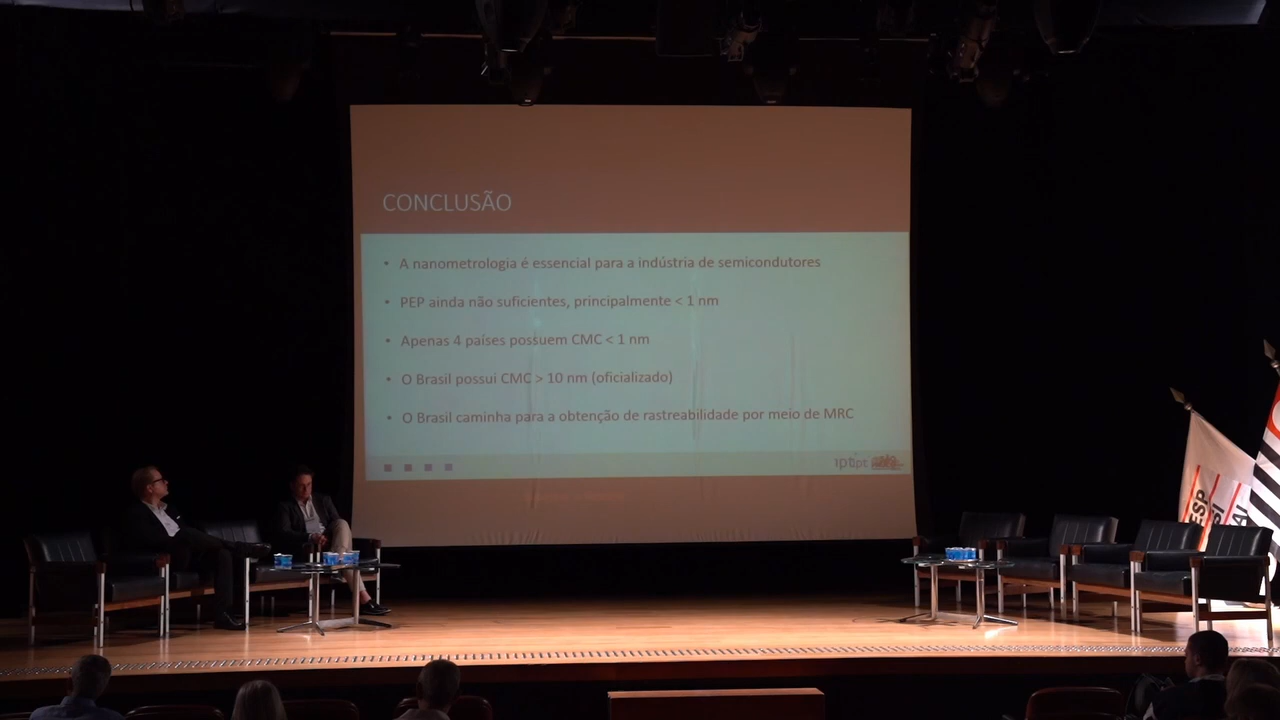 CONCLUSÃO
• A nanometrologia é essencial para a indústria de semicondutores
• PEP ainda não suficientes, principalmente < 1 nm
• Apenas 4 países possuem CMC < 1 nm
• O Brasil possui CMC > 10 nm (oficializado)
• O Brasil caminha para a obtenção de rastreabilidade por meio de MRC
ipt ipt
ESP